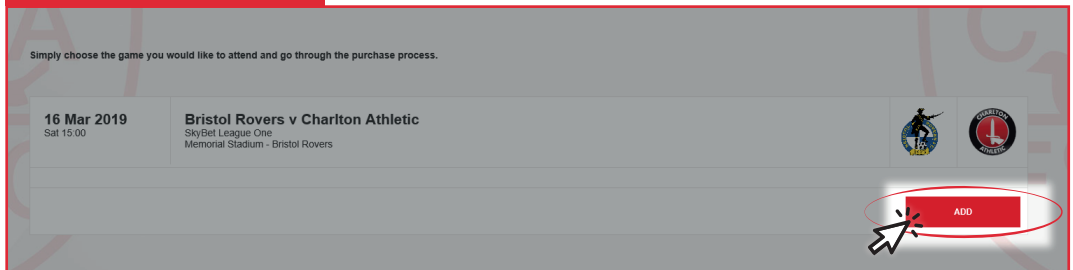 Simply choose the game you would like to attend and go through the purchase process.
16 Mar 2019
Sat 15:00
Bristol Rovers v Charlton Athletic
SkyBet League One
Memorial Stadium - Bristol Rovers
CHARLTON
ATHLETIC
ADD